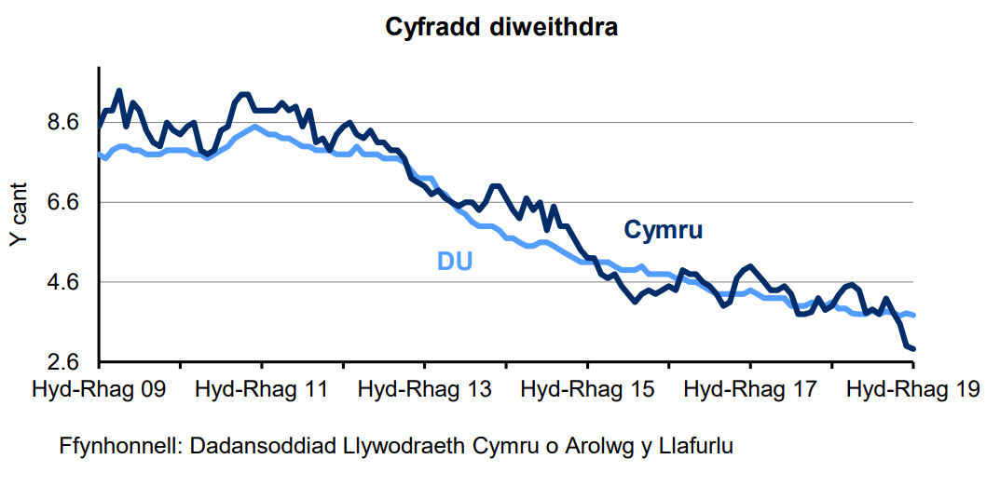 Cyfradd diweithdra
Y cant
8.6
6.6
4.6
2.6
Cymru
DU
Hyd-Rhag 09 Hyd-Rhag 11 Hyd-Rhag 13 Hyd-Rhag 15 Hyd-Rhag 17 Hyd-Rhag 19
Ffynhonnell: Dadansoddiad Llywodraeth Cymru o Arolwg y Llafurlu